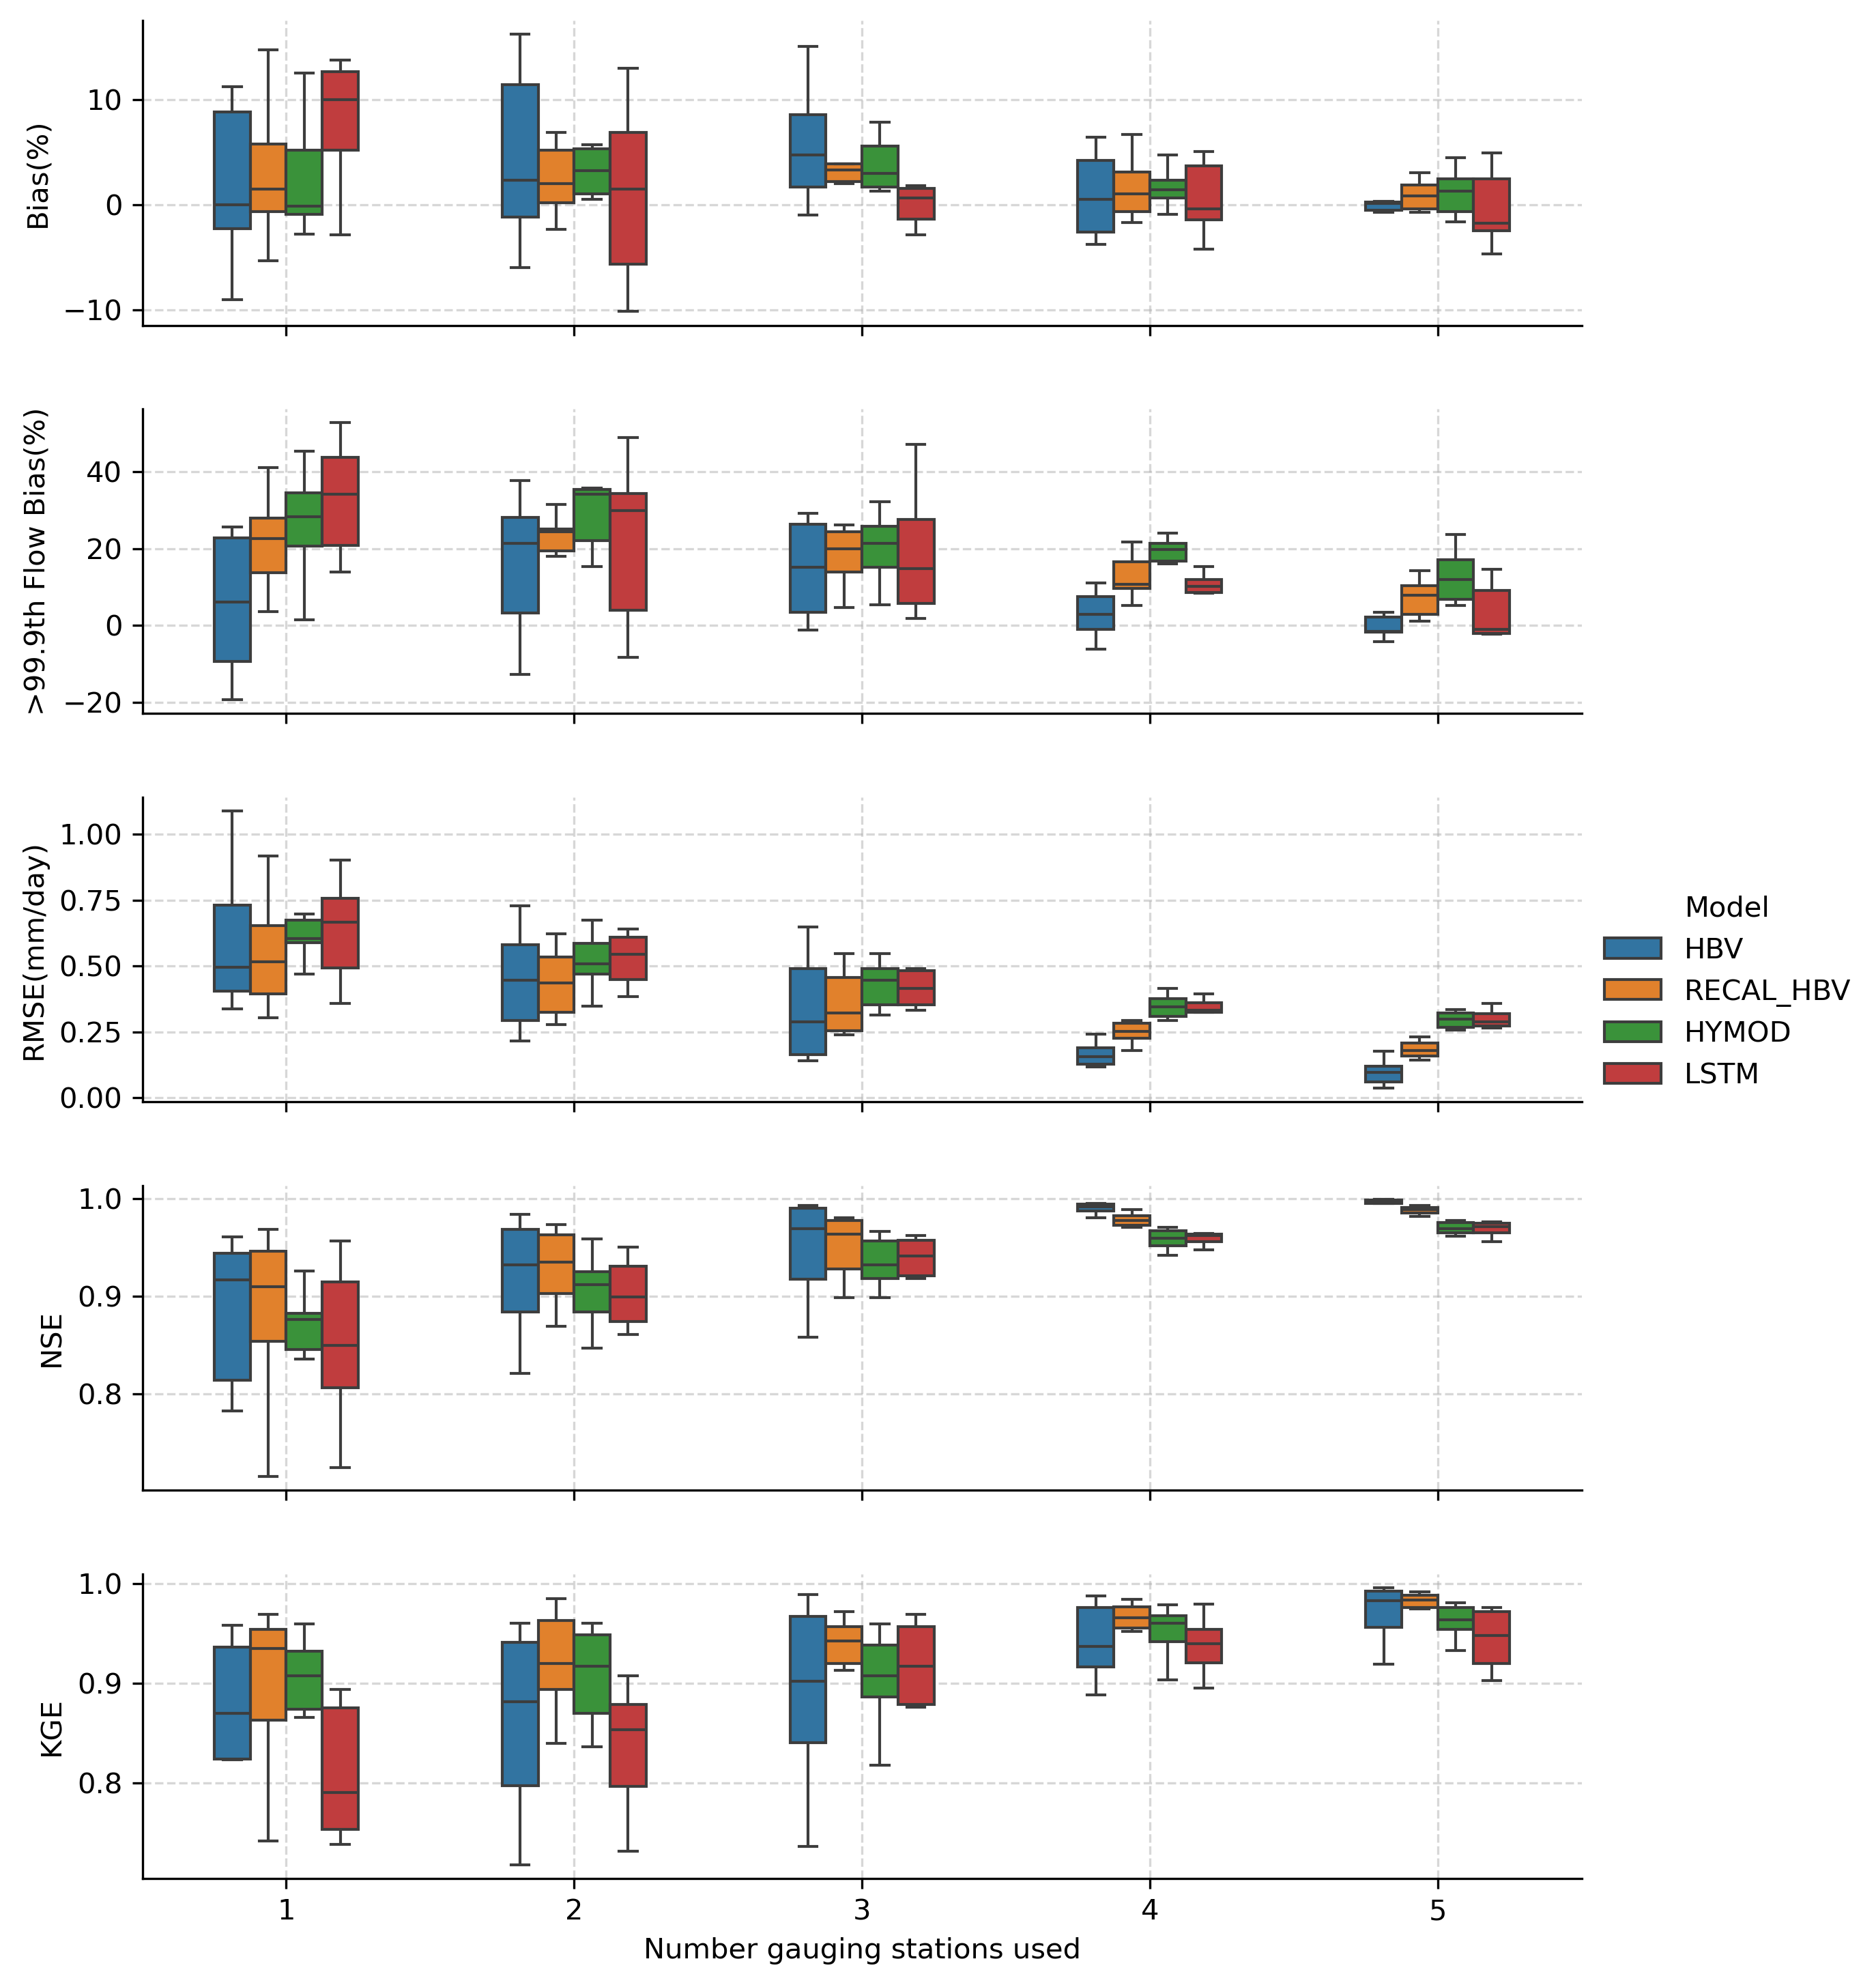 Bias(%)
10
0
−10
>99.9th Flow Bias(%)
40
20
0
−20
RMSE(mm/day)
1.00
0.75
0.50
0.25
0.00
Model
HBV
RECAL_HBV
HYMOD
LSTM
NSE
1.0
0.9
0.8
KGE
1.0
0.9
0.8
1 2 3 4 5
Number gauging stations used